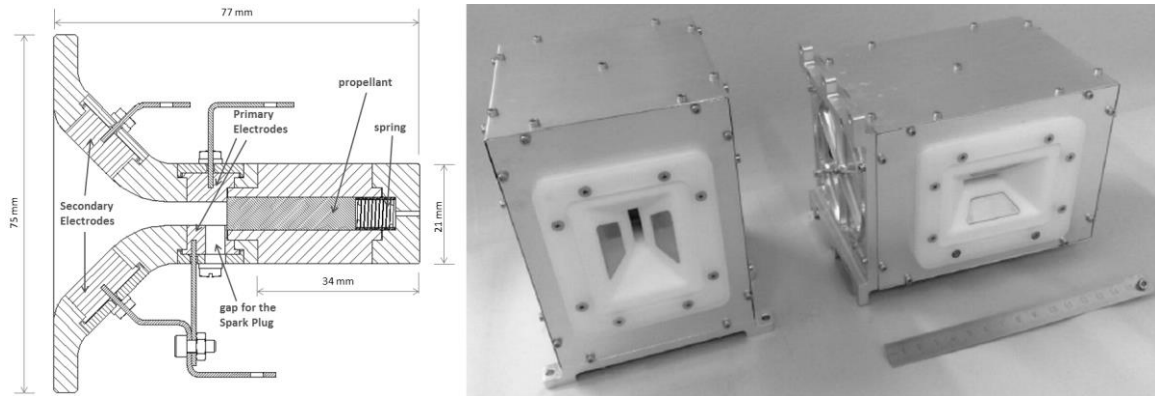 77 mm
propellant
Primary
Electrodes
spring
75 mm
Secondary
Electrodes
21 mm
34 mm
gap for the
Spark Plug